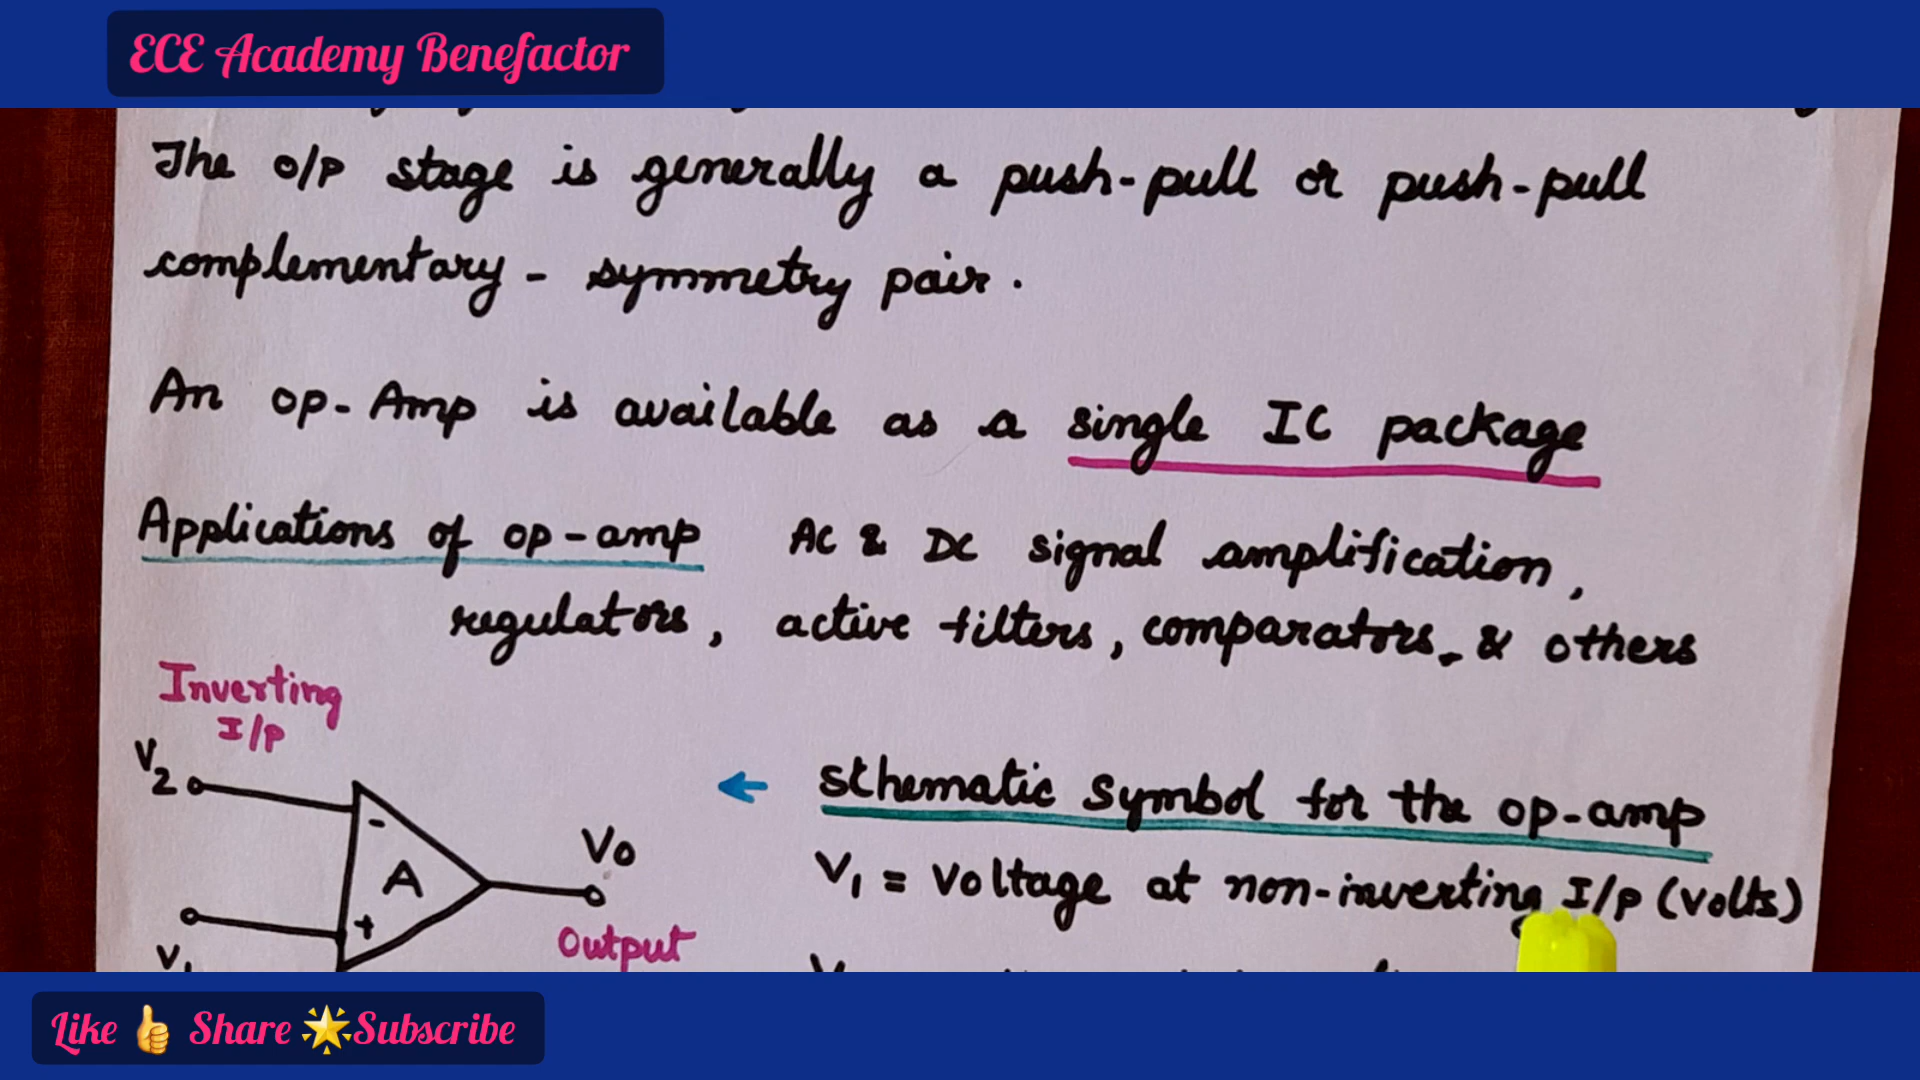 ECE Academy Benefactor
The o/p stage is generally a push-pull or push-pull
complementary - symmetry pair.
An op-Amp is available as a single IC package
Applications of op-amp AC & DC signal amplification,
regulators, active filters, comparators, & others
Inverting
I/p
V2
-
A
+
V1
Vo
Output
← schematic symbol for the op-amp
V1 = Voltage at non-inverting I/p (volts)
Like 👍 Share 🌟Subscribe